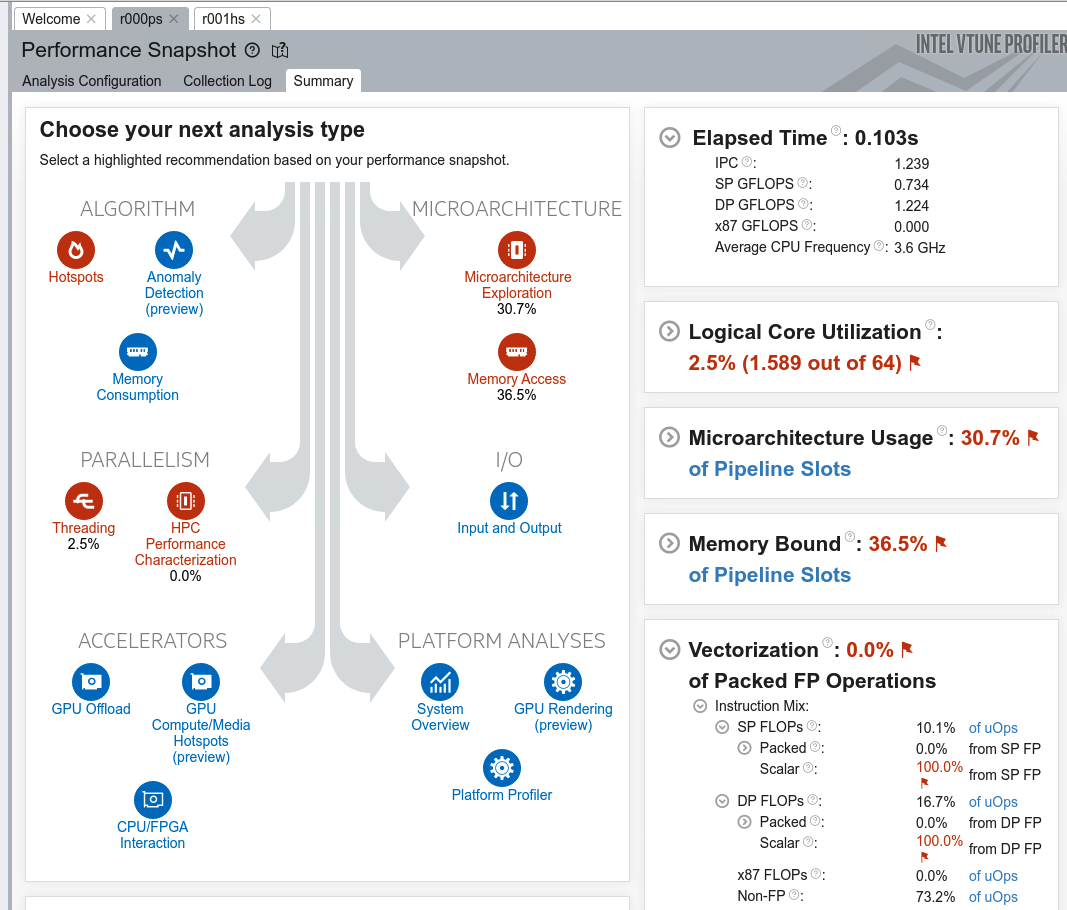 Welcome
r000ps
r001hs
Performance Snapshot
INTEL VTUNE PROFILER
Analysis Configuration
Collection Log
Summary
Choose your next analysis type
Select a highlighted recommendation based on your performance snapshot.
ALGORITHM
Hotspots
Anomaly
Detection
(preview)
Memory
Consumption
MICROARCHITECTURE
Microarchitecture
Exploration
30.7%
Memory Access
36.5%
PARALLELISM
Threading
2.5%
HPC
Performance
Characterization
0.0%
I/O
Input and Output
ACCELERATORS
GPU Offload
GPU
Compute/Media
Hotspots
(preview)
CPU/FPGA
Interaction
PLATFORM ANALYSES
System
Overview
GPU Rendering
(preview)
Platform Profiler
Elapsed Time ?: 0.103s
IPC ?: 1.239
SP GFLOPS ?: 0.734
DP GFLOPS ?: 1.224
x87 GFLOPS ?: 0.000
Average CPU Frequency ?: 3.6 GHz
Logical Core Utilization ?:
2.5% (1.589 out of 64)
Microarchitecture Usage ?: 30.7%
of Pipeline Slots
Memory Bound ?: 36.5%
of Pipeline Slots
Vectorization ?: 0.0%
of Packed FP Operations
Instruction Mix:
SP FLOPs ?: 10.1% of uOps
Packed ?: 0.0% from SP FP
Scalar ?: 100.0% from SP FP
DP FLOPs ?: 16.7% of uOps
Packed ?: 0.0% from DP FP
Scalar ?: 100.0% from DP FP
x87 FLOPs ?: 0.0% of uOps
Non-FP ?: 73.2% of uOps